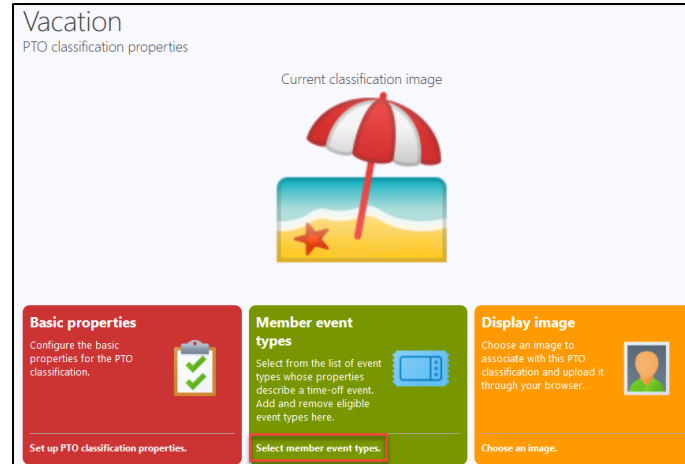 Vacation
PTO classification properties
Current classification image
Basic properties
Configure the basic
properties for the PTO
classification.
Set up PTO classification properties.
Member event
types
Select from the list of event
types whose properties
describe a time-off event.
Add and remove eligible
event types here.
Select member event types.
Display image
Choose an image to
associate with this PTO
classification and upload it
through your browser.
Choose an image.